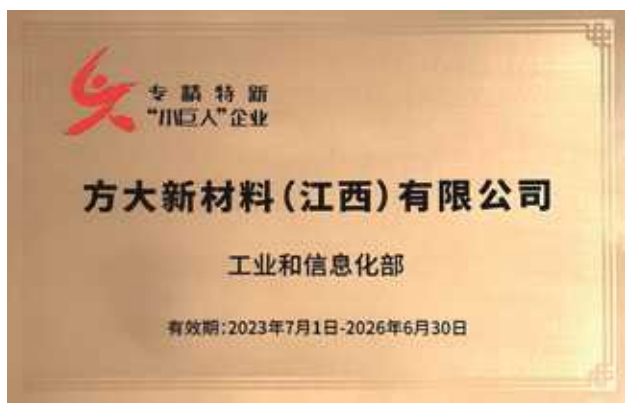 专精特新
“小巨人”企业
方大新材料(江西)有限公司
工业和信息化部
有效期:2023年7月1日-2026年6月30日